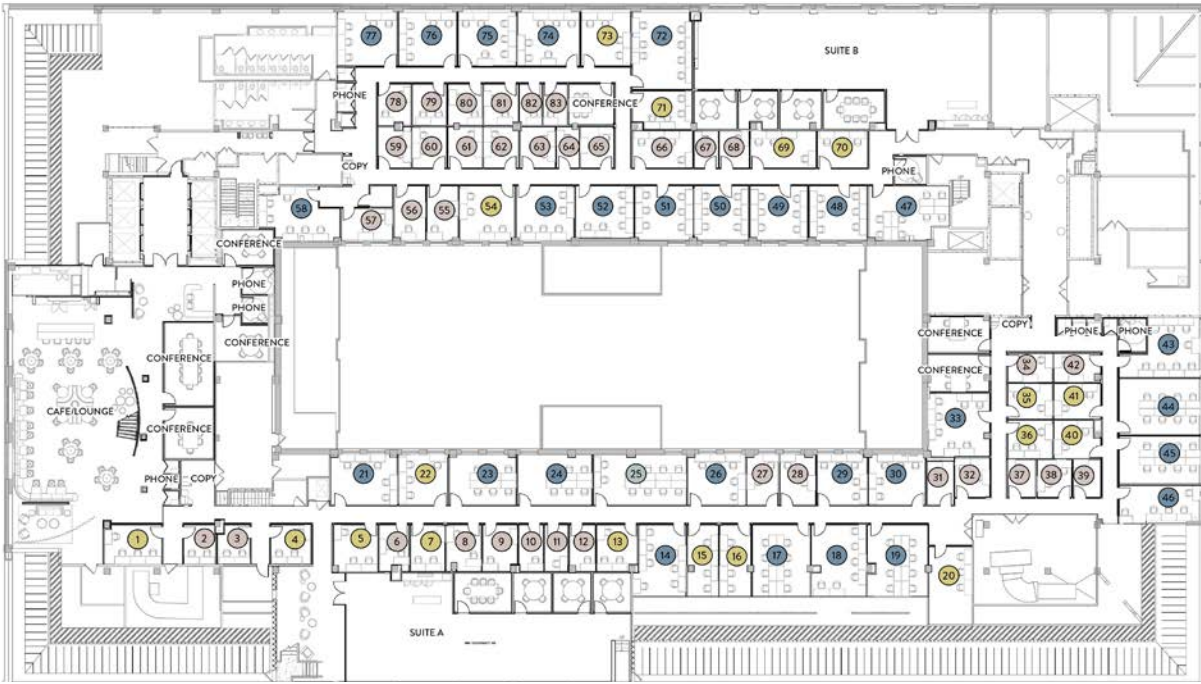 77 76 75 74 73 72
SUITE B
PHONE
78 79 80 81 82 83 CONFERENCE 71
59 60 61 62 63 64 65 66 67 68 69 70
COPY
PHONE
58 57 56 55 54 53 52 51 50 49 48 47
CONFERENCE
PHONE
PHONE
CONFERENCE
CONFERENCE
CAFE/LOUNGE
CONFERENCE
PHONE COPY
CONFERENCE
CONFERENCE
COPY
PHONE PHONE
43
34 42
35 41 44
33
36 40
45
31 32 37 38 39
46
21 22 23 24 25 26 27 28 29 30
1 2 3 4 5 6 7 8 9 10 11 12 13
14 15 16 17 18 19
20
SUITE A